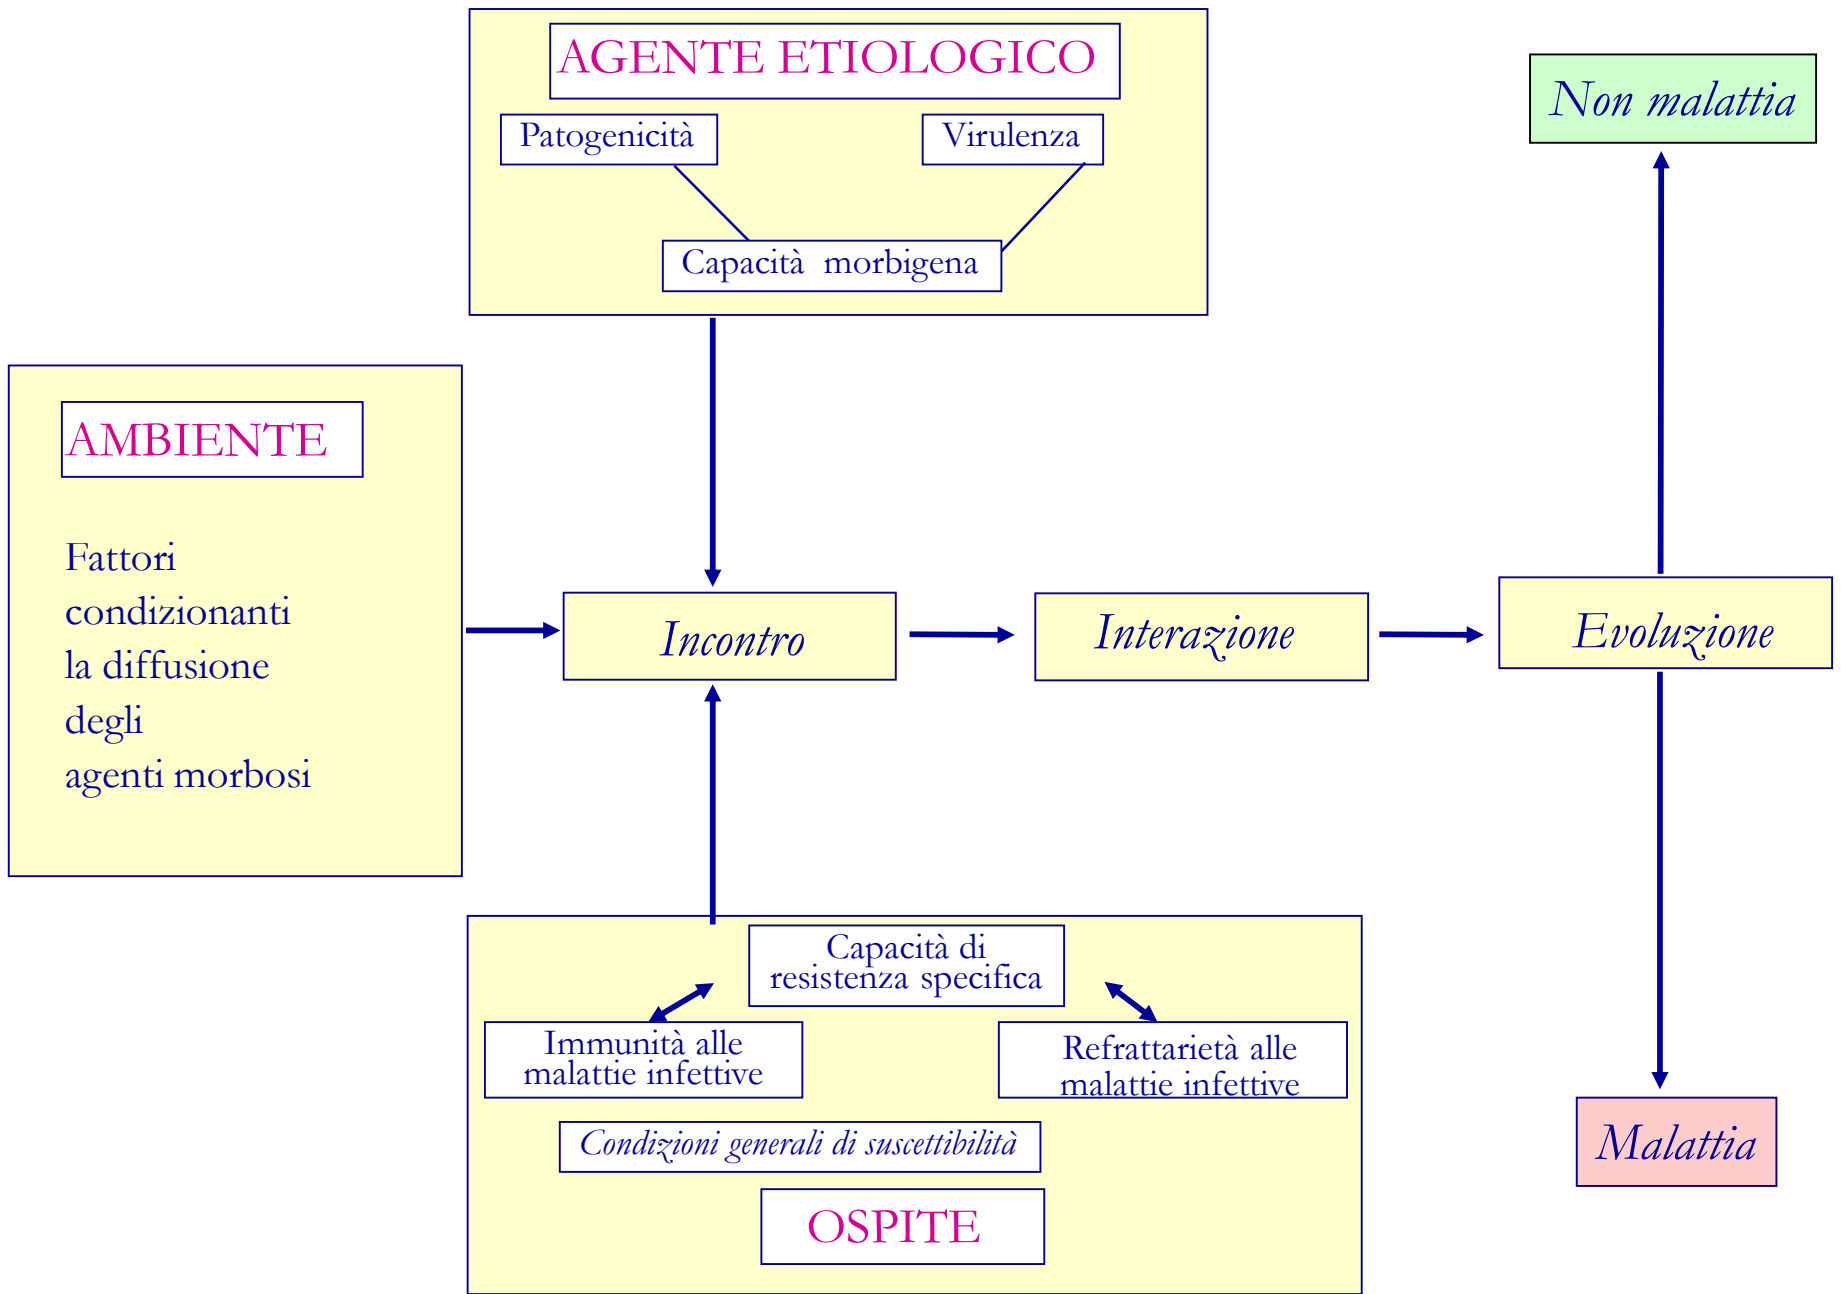 AGENTE ETIOLOGICO
Patogenicità
Virulenza
Capacità morbigena
Non malattia
AMBIENTE
Fattori
condizionanti
la diffusione
degli
agenti morbosi
Incontro
Interazione
Evoluzione
Capacità di
resistenza specifica
Immunità alle
malattie infettive
Refrattarietà alle
malattie infettive
Condizioni generali di suscettibilità
OSPITE
Malattia